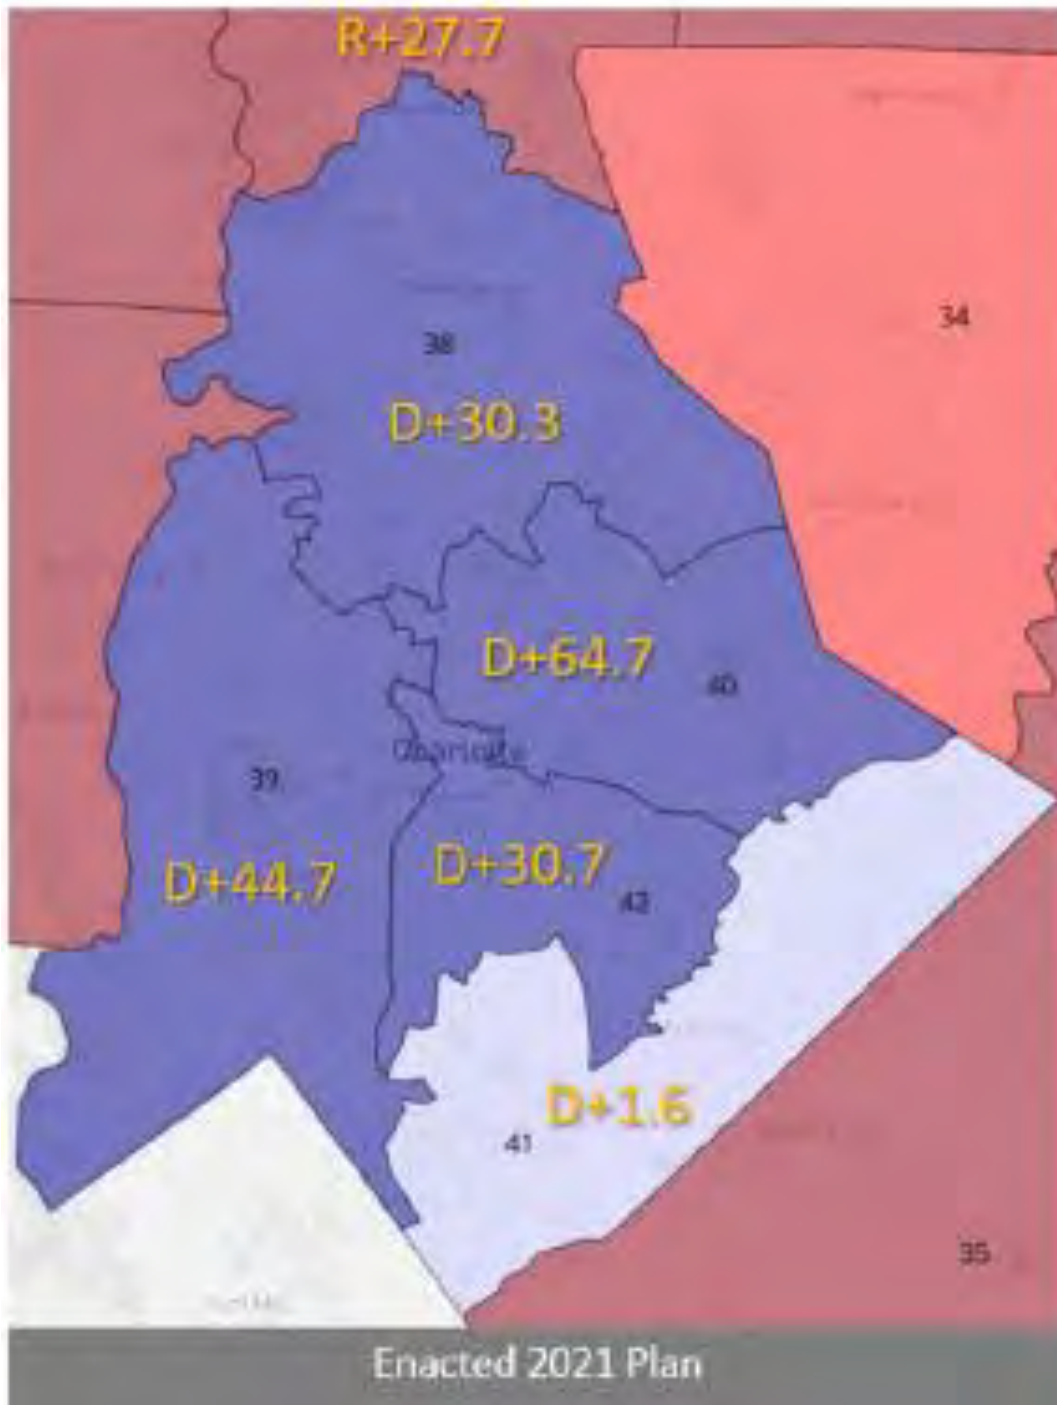 R+27.7
34
38
D+30.3
D+64.7
40
Charlotte
39
D+44.7
D+30.7
42
D+1.6
41
35
Enacted 2021 Plan